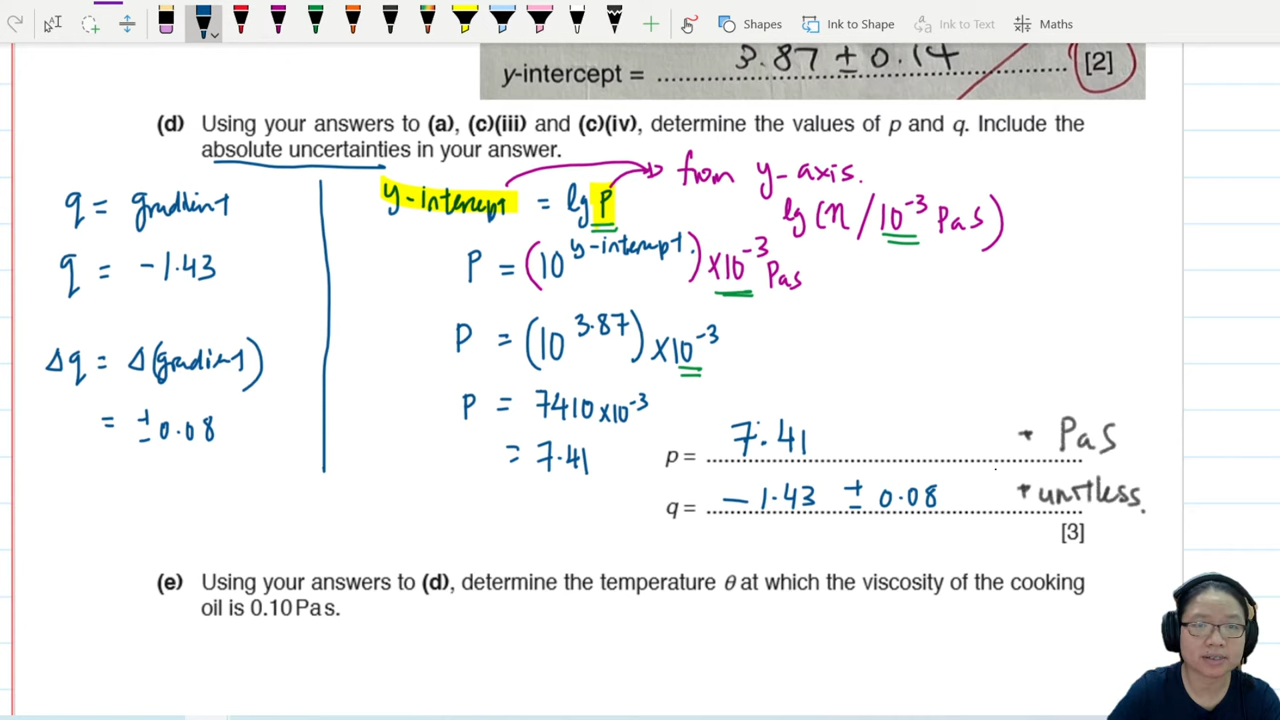 Shapes Ink to Shape Ink to Text Maths
y-intercept = 3.87 ± 0.14 [2]
(d) Using your answers to (a), (c)(iii) and (c)(iv), determine the values of p and q. Include the
absolute uncertainties in your answer.
q = gradient
q = -1.43
Δq = Δ(gradient)
= ±0.08
y-intercept = lg P
from y-axis.
lg (η / 10⁻³ Pas)
P = (10^y-intercept.) ×10⁻³ Pas
P = (10^3.87) ×10⁻³
P = 7410×10⁻³
= 7.41
p = 7.41 + Pas
q = -1.43 ± 0.08 + unitless.
[3]
(e) Using your answers to (d), determine the temperature θ at which the viscosity of the cooking
oil is 0.10 Pa s.